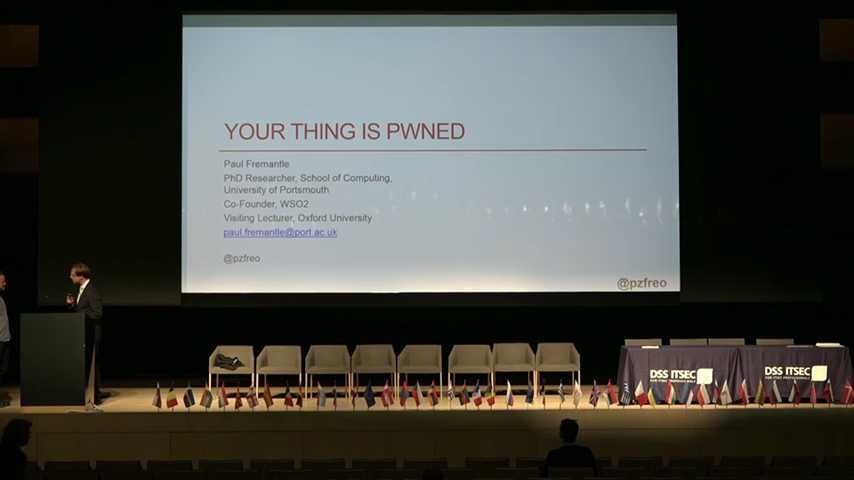 YOUR THING IS PWNED
Paul Fremantle
PhD Researcher, School of Computing,
University of Portsmouth
Co-Founder, WSO2
Visiting Lecturer, Oxford University
paul.fremantle@port.ac.uk
@pzfreo
@pzfreo
DSS ITSEC
DSS ITSEC